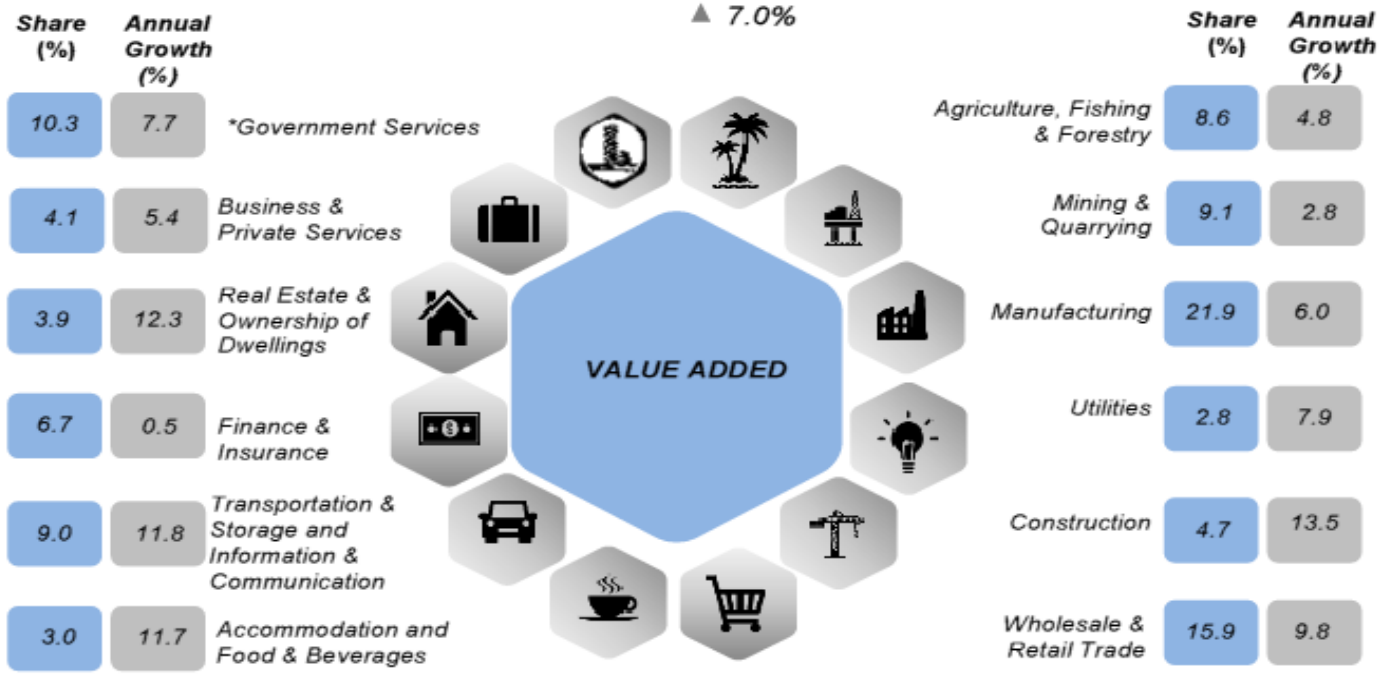 ▲ 7.0%
Share
(%)
Annual
Growth
(%)
10.3
7.7
*Government Services
4.1
5.4
Business &
Private Services
3.9
12.3
Real Estate &
Ownership of
Dwellings
6.7
0.5
Finance &
Insurance
9.0
11.8
Transportation &
Storage and
Information &
Communication
3.0
11.7
Accommodation and
Food & Beverages
VALUE ADDED
Share
(%)
Annual
Growth
(%)
Agriculture, Fishing
& Forestry
8.6
4.8
Mining &
Quarrying
9.1
2.8
Manufacturing
21.9
6.0
Utilities
2.8
7.9
Construction
4.7
13.5
Wholesale &
Retail Trade
15.9
9.8